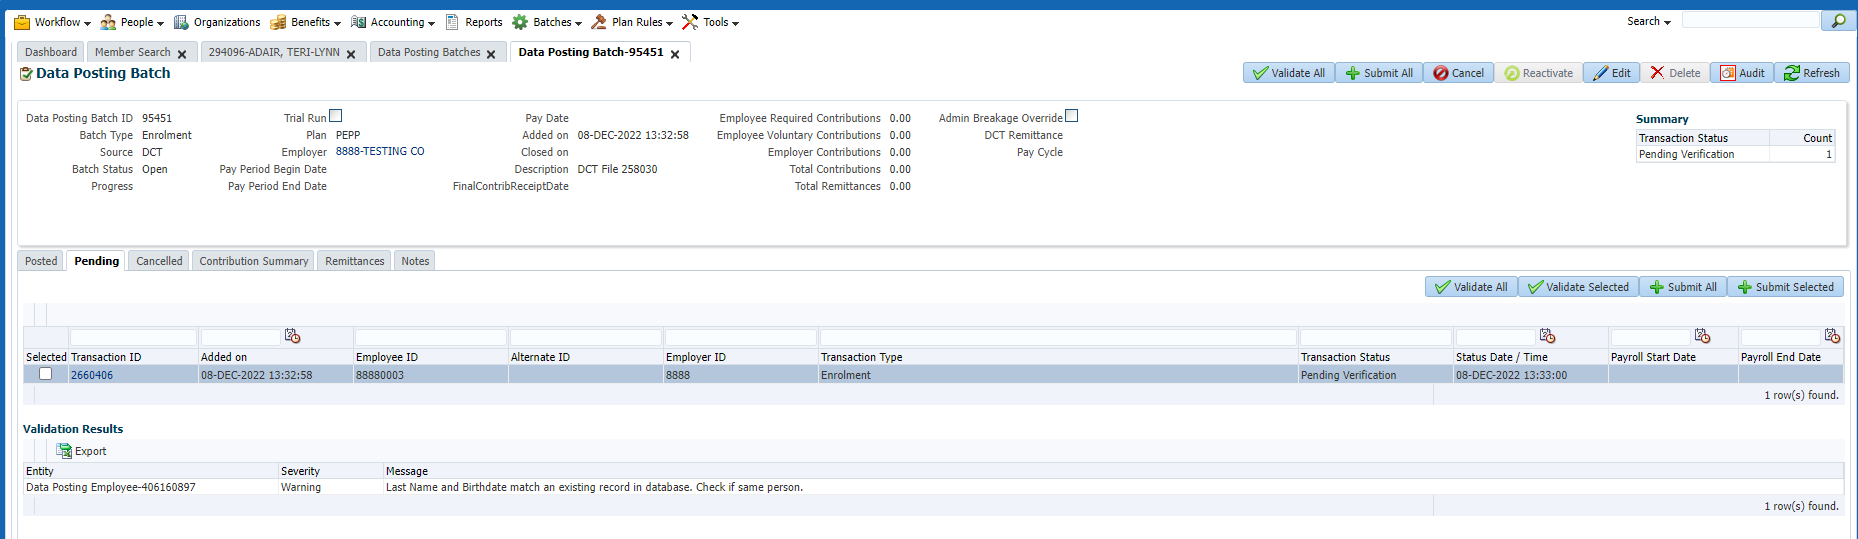 Workflow People Organizations Benefits Accounting Reports Batches Plan Rules Tools Search
Dashboard Member Search 294096-ADAIR, TERI-LYNN Data Posting Batches Data Posting Batch-95451
Data Posting Batch Validate All Submit All Cancel Reactivate Edit Delete Audit Refresh
Data Posting Batch ID 95451 Trial Run Pay Date Employee Required Contributions 0.00 Admin Breakage Override Summary
Batch Type Enrolment Plan PEPP Added on 08-DEC-2022 13:32:58 Employee Voluntary Contributions 0.00 DCT Remittance Transaction Status Count
Source DCT Employer 8888-TESTING CO Closed on Employer Contributions 0.00 Pay Cycle Pending Verification 1
Batch Status Open Pay Period Begin Date Description DCT File 258030 Total Contributions 0.00
Progress Pay Period End Date FinalContribReceiptDate Total Remittances 0.00
Posted Pending Cancelled Contribution Summary Remittances Notes
Validate All Validate Selected Submit All Submit Selected
Selected Transaction ID Added on Employee ID Alternate ID Employer ID Transaction Type Transaction Status Status Date / Time Payroll Start Date Payroll End Date
2660406 08-DEC-2022 13:32:58 88880003 8888 Enrolment Pending Verification 08-DEC-2022 13:33:00
1 row(s) found.
Validation Results
Export
Entity Severity Message
Data Posting Employee-406160897 Warning Last Name and Birthdate match an existing record in database. Check if same person.
1 row(s) found.